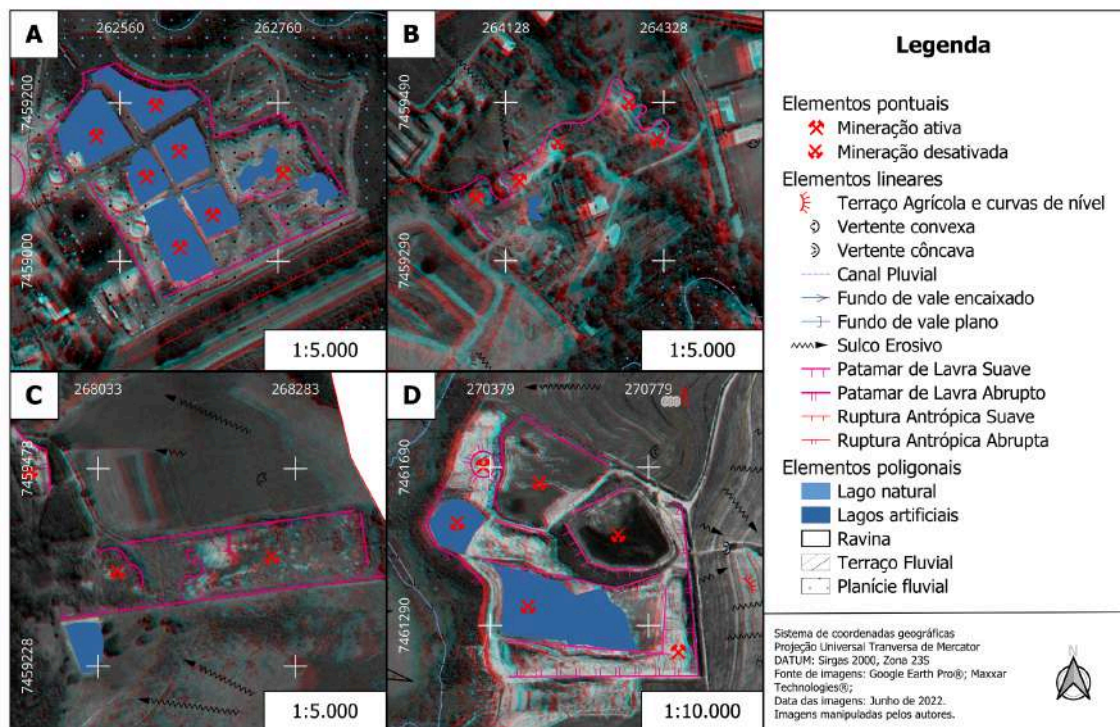 A
262560
262760
7459200
7459000
1:5.000
B
264128
264328
7459490
7459290
1:5.000
C
268033
268283
7459478
7459228
1:5.000
D
270379
270779
7461690
7461290
1:10.000
Legenda
Elementos pontuais
Mineração ativa
Mineração desativada
Elementos lineares
Terraço Agrícola e curvas de nível
Vertente convexa
Vertente côncava
Canal Pluvial
Fundo de vale encaixado
Fundo de vale plano
Sulco Erosivo
Patamar de Lavra Suave
Patamar de Lavra Abrupto
Ruptura Antrópica Suave
Ruptura Antrópica Abrupta
Elementos poligonais
Lago natural
Lagos artificiais
Ravina
Terraço Fluvial
Planície fluvial
Sistema de coordenadas geográficas
Projeção Universal Tranversa de Mercator
DATUM: Sirgas 2000, Zona 23S
Fonte de imagens: Google Earth Pro®; Maxxar
Technologies®;
Data das imagens: Junho de 2022.
Imagens manipuladas pelos autores.
N